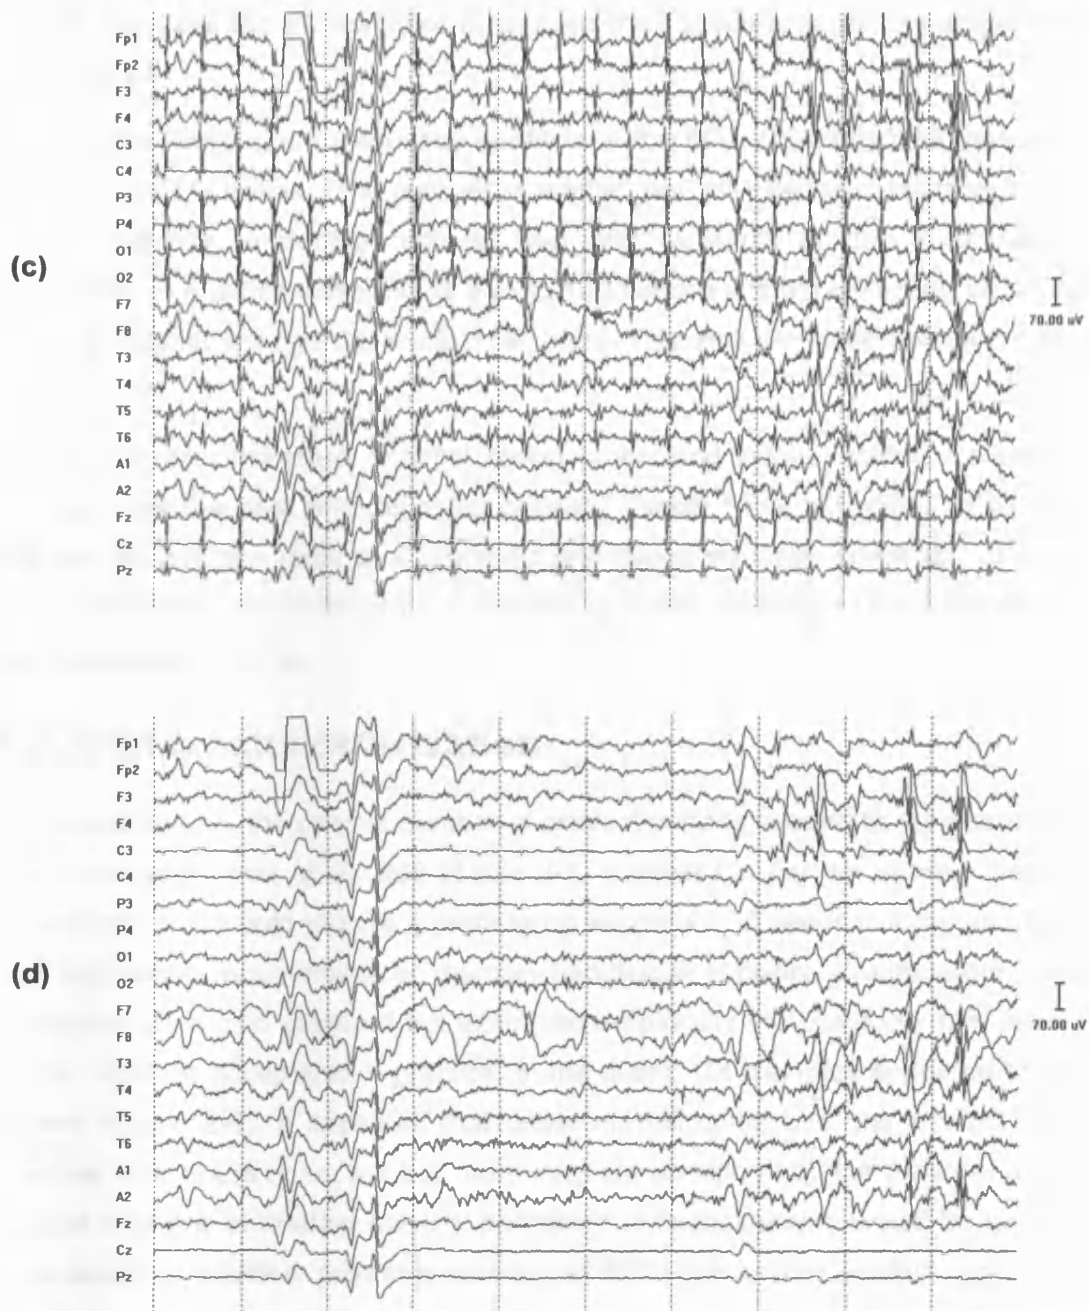 Fp1
Fp2
F3
F4
C3
C4
P3
P4
(c)
O1
O2
F7
F8
70.00 uV
T3
T4
T5
T6
A1
A2
Fz
Cz
Pz
Fp1
Fp2
F3
F4
C3
C4
P3
P4
O1
(d)
O2
F7
70.00 uV
F8
T3
T4
T5
T6
A1
A2
Fz
Cz
Pz